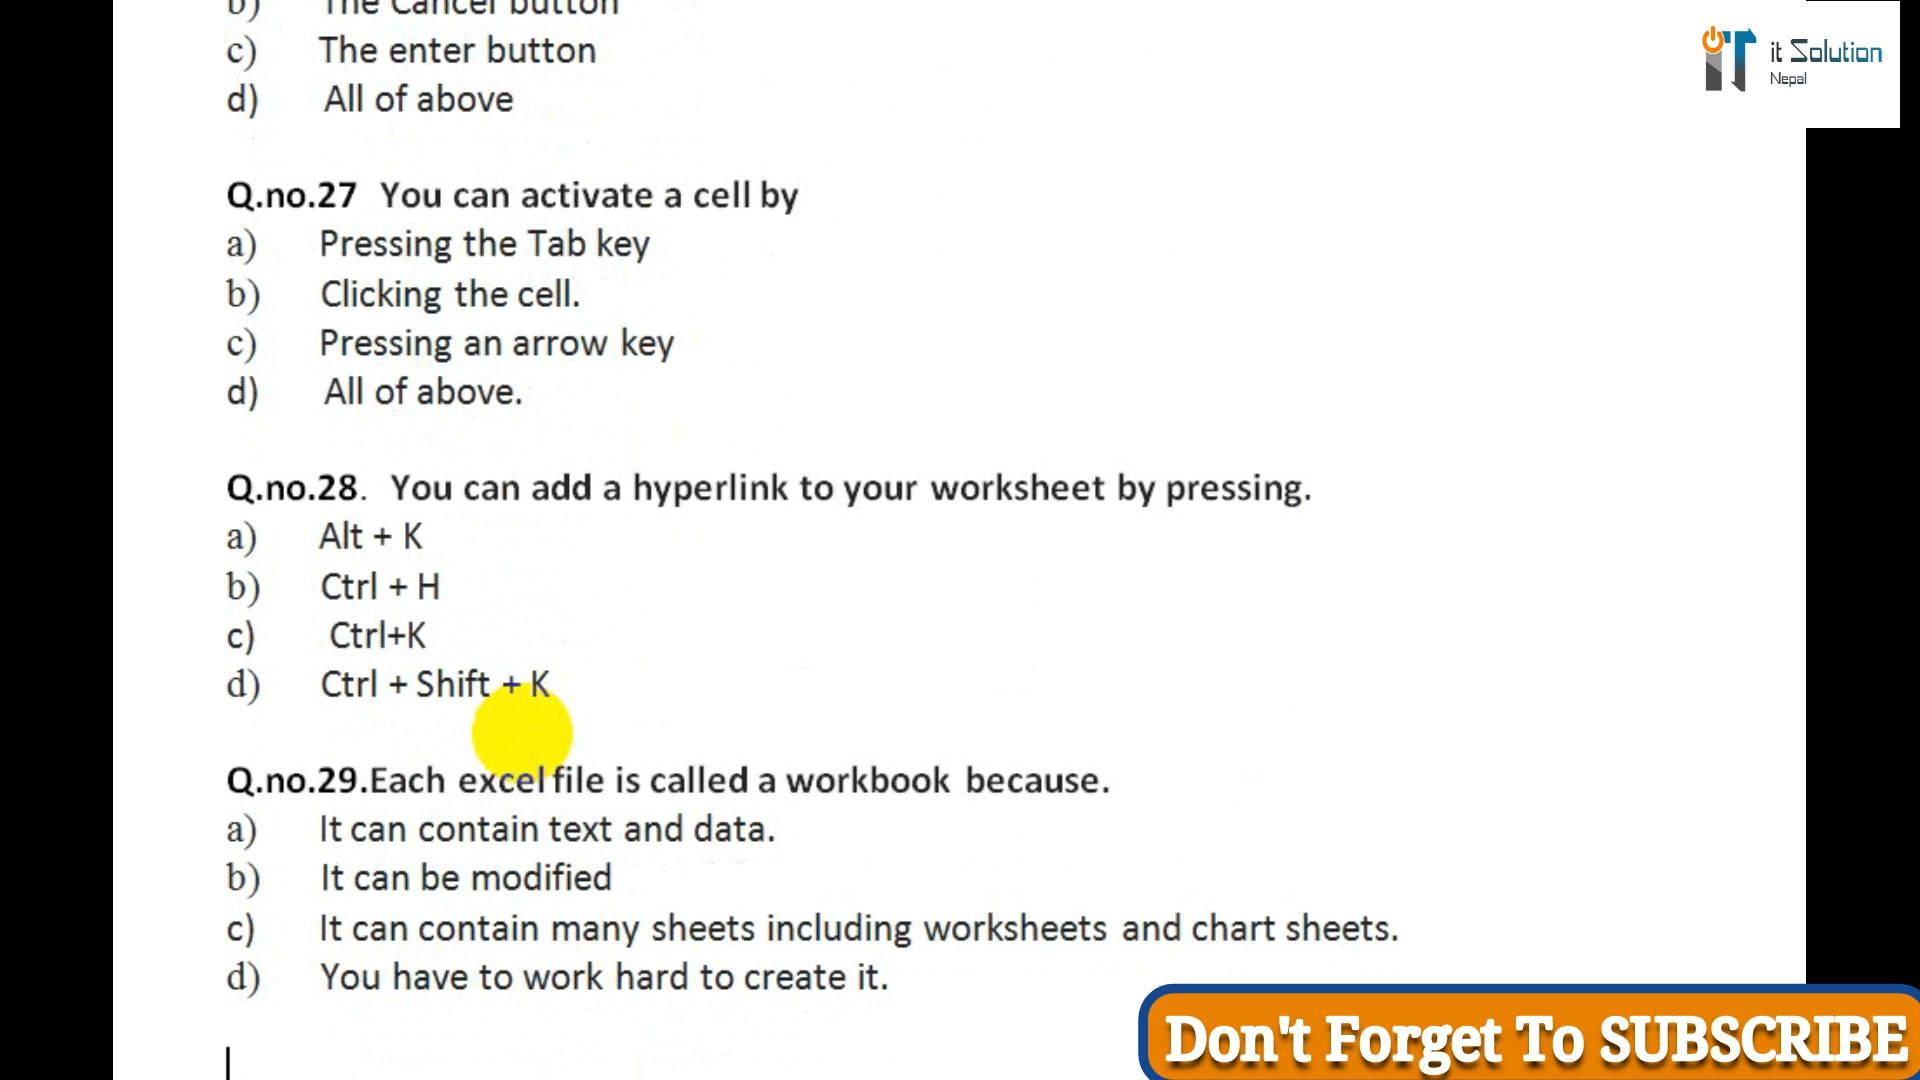 b) The Cancel button
c) The enter button
d) All of above
it Solution
Nepal
Q.no.27 You can activate a cell by
a) Pressing the Tab key
b) Clicking the cell.
c) Pressing an arrow key
d) All of above.
Q.no.28. You can add a hyperlink to your worksheet by pressing.
a) Alt + K
b) Ctrl + H
c) Ctrl+K
d) Ctrl + Shift + K
Q.no.29.Each excel file is called a workbook because.
a) It can contain text and data.
b) It can be modified
c) It can contain many sheets including worksheets and chart sheets.
d) You have to work hard to create it.
Don't Forget To SUBSCRIBE